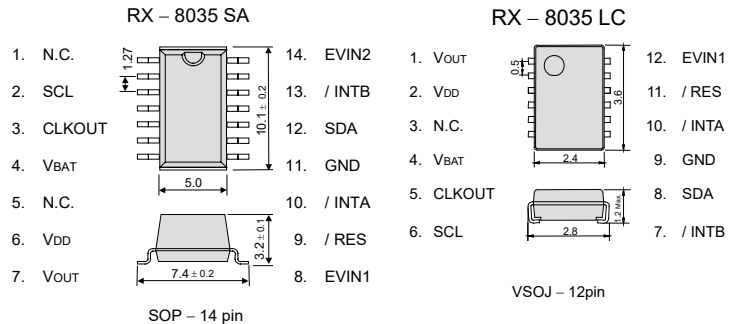 RX – 8035 SA
1. N.C.
2. SCL
3. CLKOUT
4. VBAT
5. N.C.
6. VDD
7. VOUT
14. EVIN2
13. / INTB
12. SDA
11. GND
10. / INTA
9. / RES
8. EVIN1
1.27
10.1 ± 0.2
5.0
3.2 ± 0.1
7.4 ± 0.2
SOP – 14 pin
RX – 8035 LC
1. VOUT
2. VDD
3. N.C.
4. VBAT
5. CLKOUT
6. SCL
12. EVIN1
11. / RES
10. / INTA
9. GND
8. SDA
7. / INTB
0.5
3.6
2.4
1.2 Max.
2.8
VSOJ – 12pin